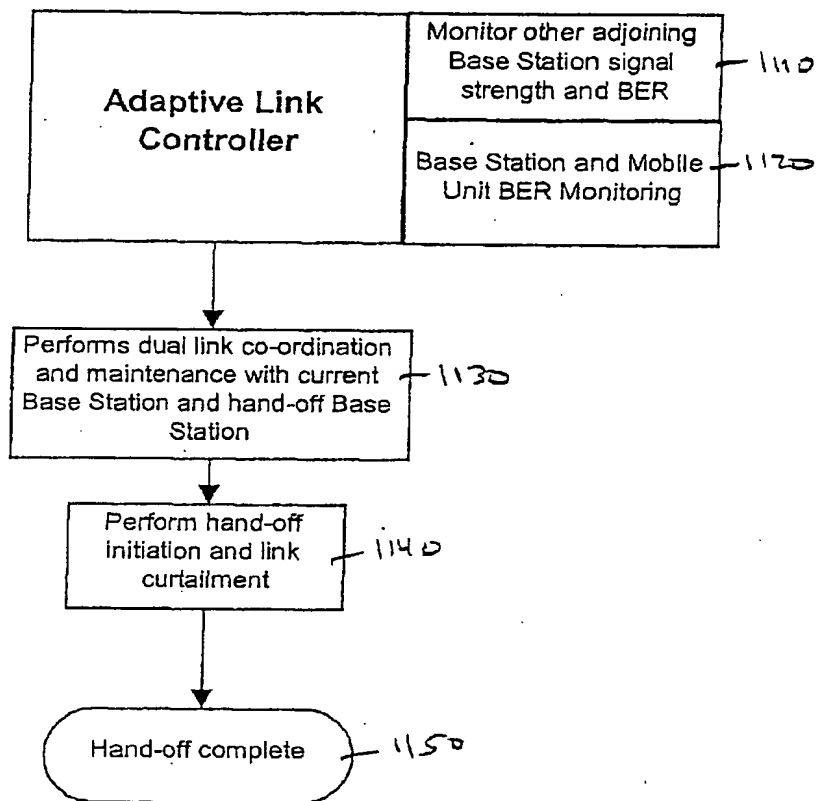 Adaptive Link
Controller
Monitor other adjoining
Base Station signal
strength and BER
1110
Base Station and Mobile
Unit BER Monitoring
1120
Performs dual link co-ordination
and maintenance with current
Base Station and hand-off Base
Station
1130
Perform hand-off
initiation and link
curtailment
1140
Hand-off complete
1150